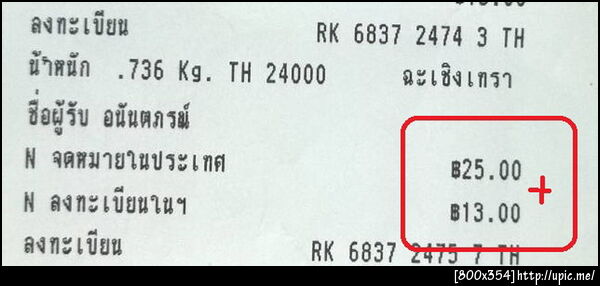 ลงทะเบียน RK 6837 2474 3 TH
น้ำหนัก .736 Kg. TH 24000 ฉะเชิงเทรา
ชื่อผู้รับ อนันตภรณ์
N จดหมายในประเทศ ฿25.00
+
N ลงทะเบียนในฯ ฿13.00
ลงทะเบียน RK 6837 2475 7 TH
[800x354]http://upic.me/